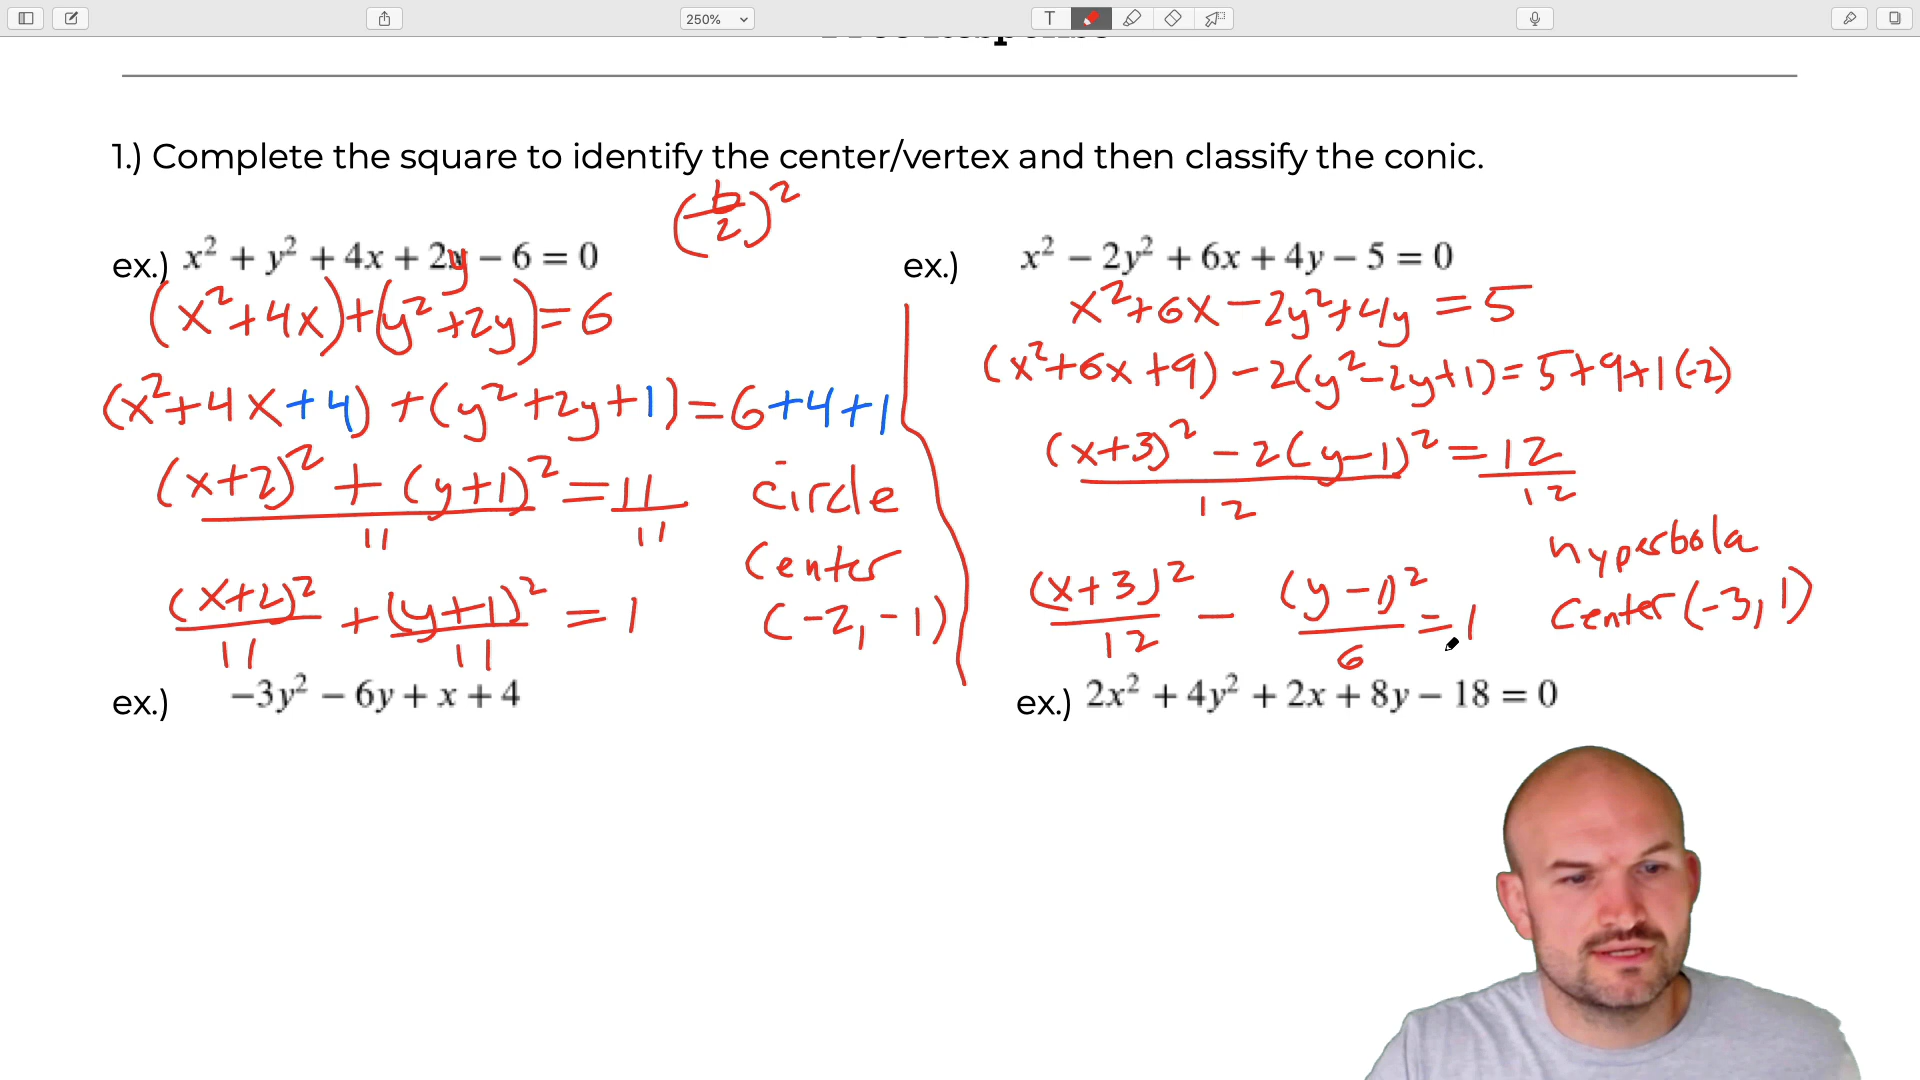 250%
T
1.) Complete the square to identify the center/vertex and then classify the conic.
(b/2)²
ex.) x² + y² + 4x + 2y − 6 = 0
(x²+4x)+(y²+2y)=6
(x²+4x+4)+(y²+2y+1)=6+4+1
(x+2)²+(y+1)²/11=11/11
circle
center
(-2,-1)
(x+2)²/11+(y+1)²/11=1
ex.) x² − 2y² + 6x + 4y − 5 = 0
x²+6x-2y²+4y=5
(x²+6x+9)-2(y²-2y+1)=5+9+1(-2)
(x+3)²-2(y-1)²/12=12/12
hyperbola
center(-3,1)
(x+3)²/12-(y-1)²/6=1
ex.) −3y² − 6y + x + 4
ex.) 2x² + 4y² + 2x + 8y − 18 = 0